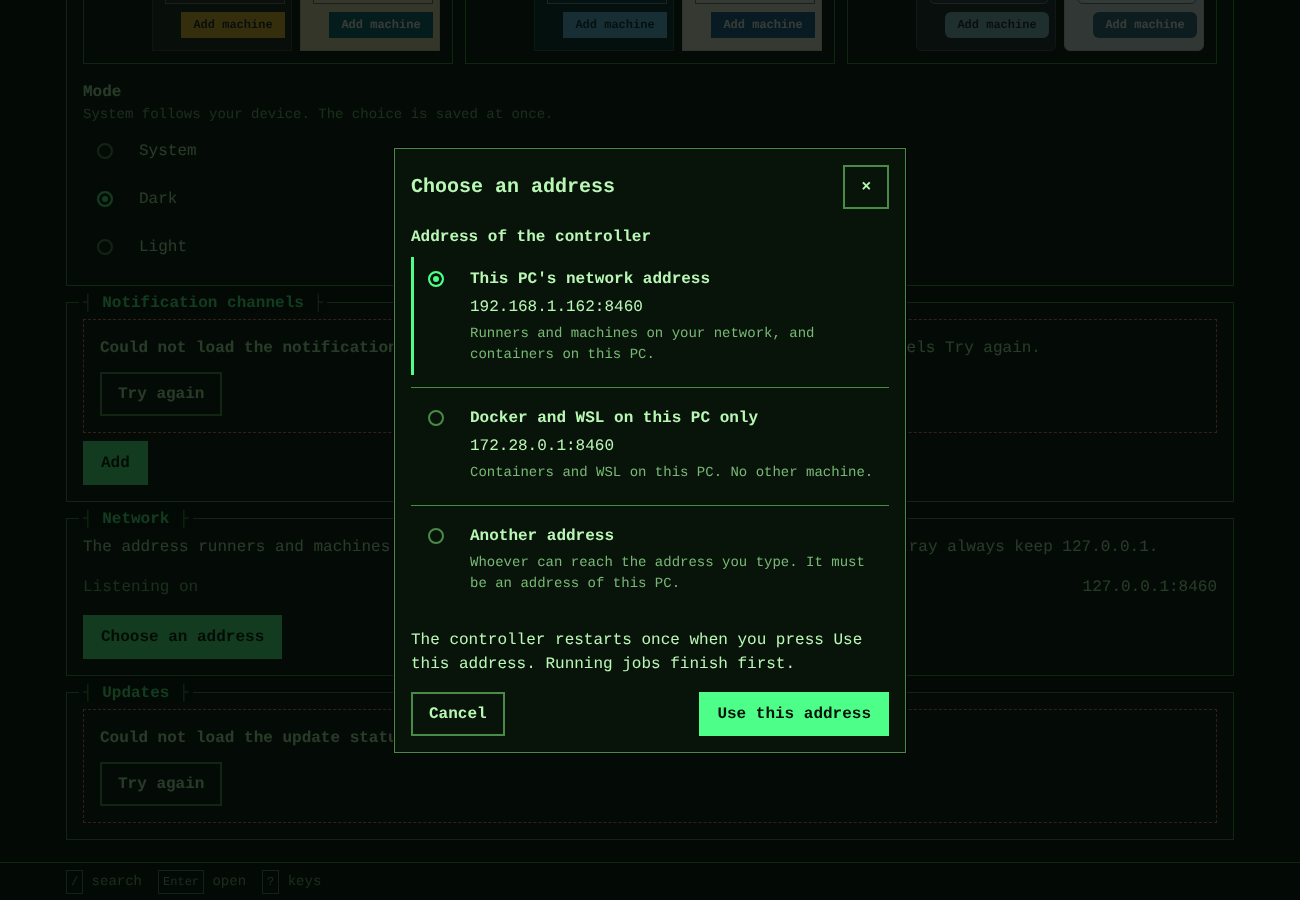 Add machine Add machine Add machine Add machine Add machine Add machine
Mode
System follows your device. The choice is saved at once.
System
Dark
Light
Choose an address ×
Address of the controller
This PC's network address
192.168.1.162:8460
Runners and machines on your network, and
containers on this PC.
Docker and WSL on this PC only
172.28.0.1:8460
Containers and WSL on this PC. No other machine.
Another address
Whoever can reach the address you type. It must
be an address of this PC.
The controller restarts once when you press Use
this address. Running jobs finish first.
Cancel Use this address
Notification channels
Could not load the notification els Try again.
Try again
Add
Network
The address runners and machines ray always keep 127.0.0.1.
Listening on 127.0.0.1:8460
Choose an address
Updates
Could not load the update statu
Try again
/ search Enter open ? keys